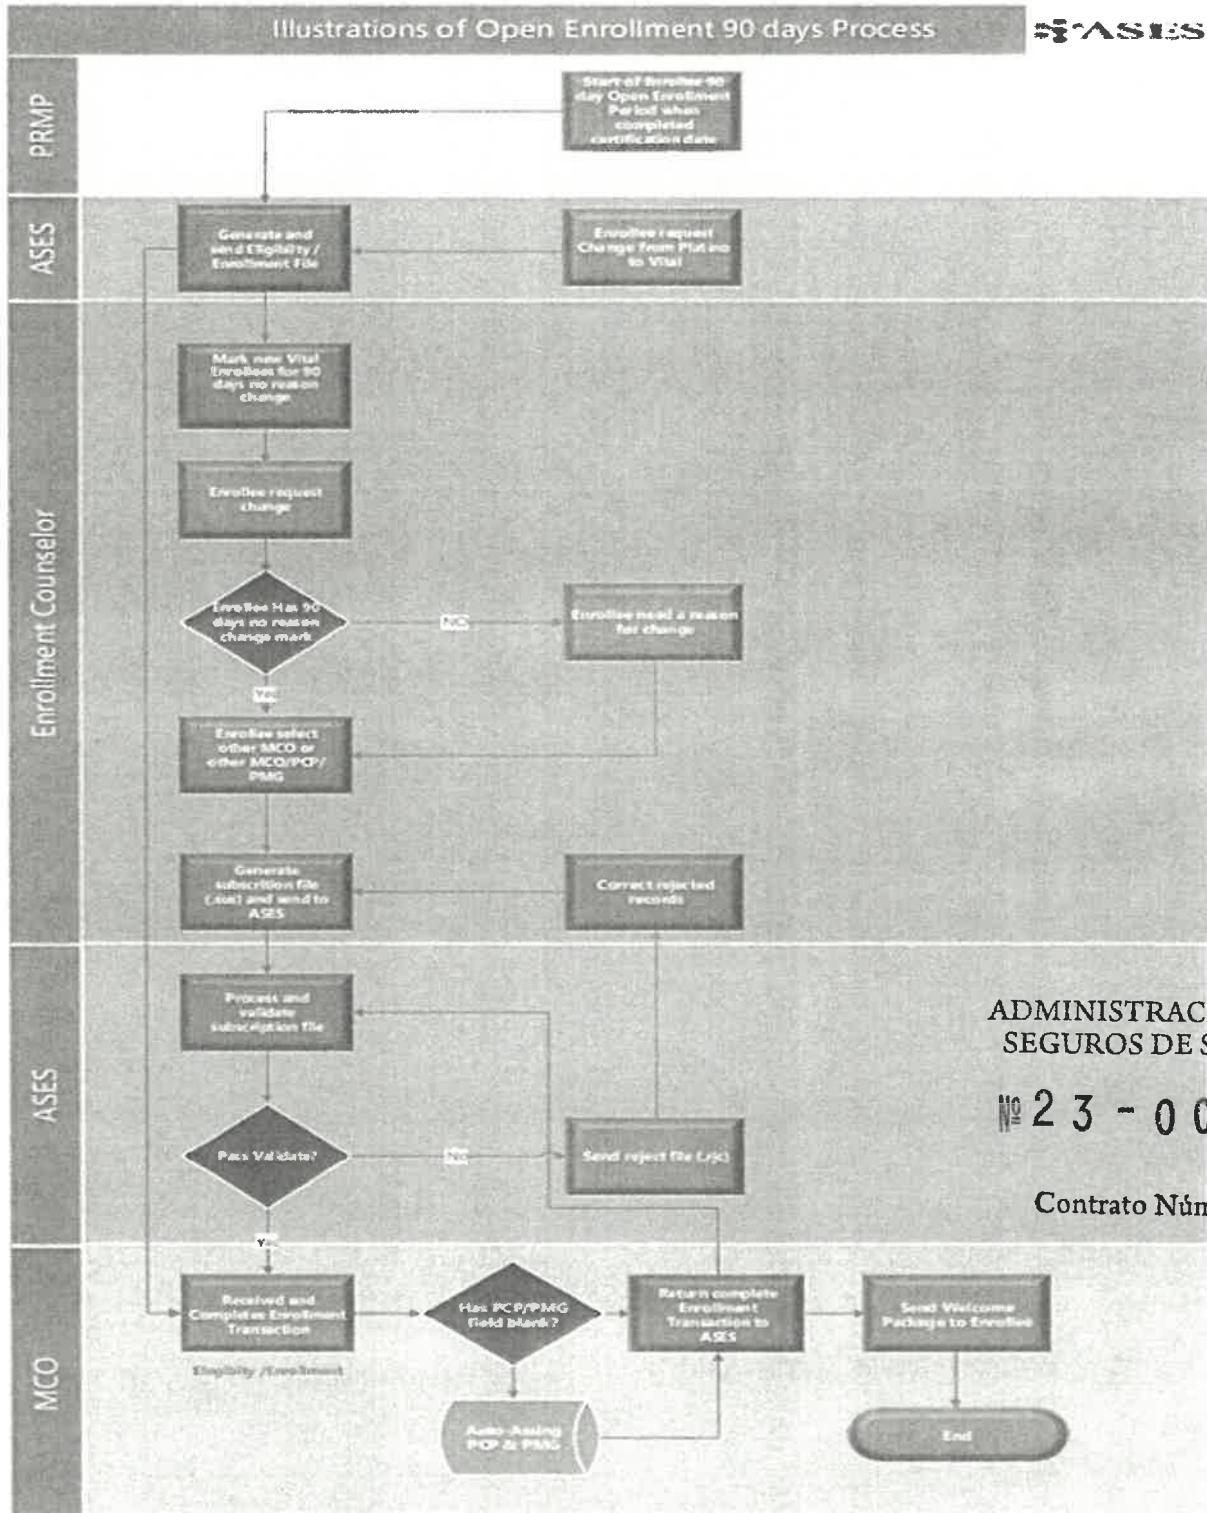 Illustrations of Open Enrollment 90 days Process
ASES
PRMP
Start of Enrollee 90
day Open Enrollment
Period when
completed
certification date
ASES
Generate and
send Eligibility /
Enrollment File
Enrollee request
Change from Platino
to Vital
Enrollment Counselor
Mark new Vital
Enrollees for 90
days no reason
change
Enrollee request
change
Enrollee Has 90
days no reason
change mark
NO
Enrollee need a reason
for change
Yes
Enrollee select
other MCO or
other MCO/PCP/
PMG
Generate
subscrition file
(.sus) and send to
ASES
Correct rejected
records
ASES
Process and
validate
subscription file
Pass Validate?
No
Send reject file (.rjc)
Yes
ADMINISTRAC
SEGUROS DE S
Nº 2 3 - 0 0
Contrato Núm
MCO
Received and
Completes Enrollment
Transaction
Eligibity /Enrollment
Has PCP/PMG
field blank?
Return complete
Enrollment
Transaction to
ASES
Send Welcome
Package to Enrollee
Auto-Assing
PCP & PMG
End